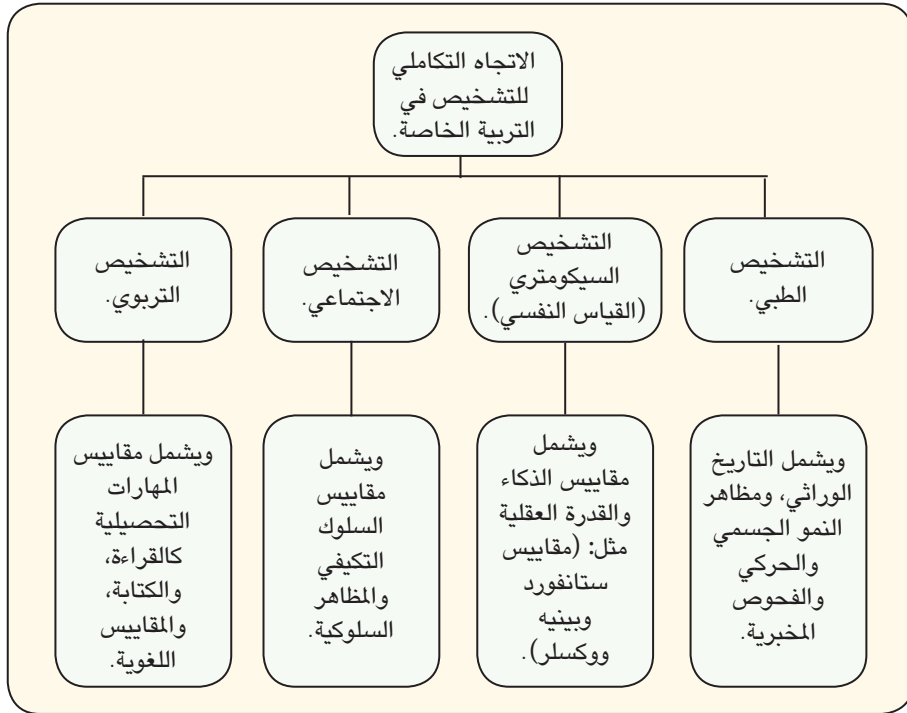 الاتجاه التكاملي
للتشخيص في
التربية الخاصة.
التشخيص
الطبي.
التشخيص
السيكومتري
(القياس النفسي).
التشخيص
الاجتماعي.
التشخيص
التربوي.
ويشمل التاريخ
الوراثي، ومظاهر
النمو الجسمي
والحركي
والفحوص
المخبرية.
ويشمل
مقاييس الذكاء
والقدرة العقلية
مثل: (مقاييس
ستانفورد
وبينيه
ووكسلر).
ويشمل
مقاييس
السلوك
التكيفي
والمظاهر
السلوكية.
ويشمل مقاييس
المهارات
التحصيلية
كالقراءة،
والكتابة،
والمقاييس
اللغوية.